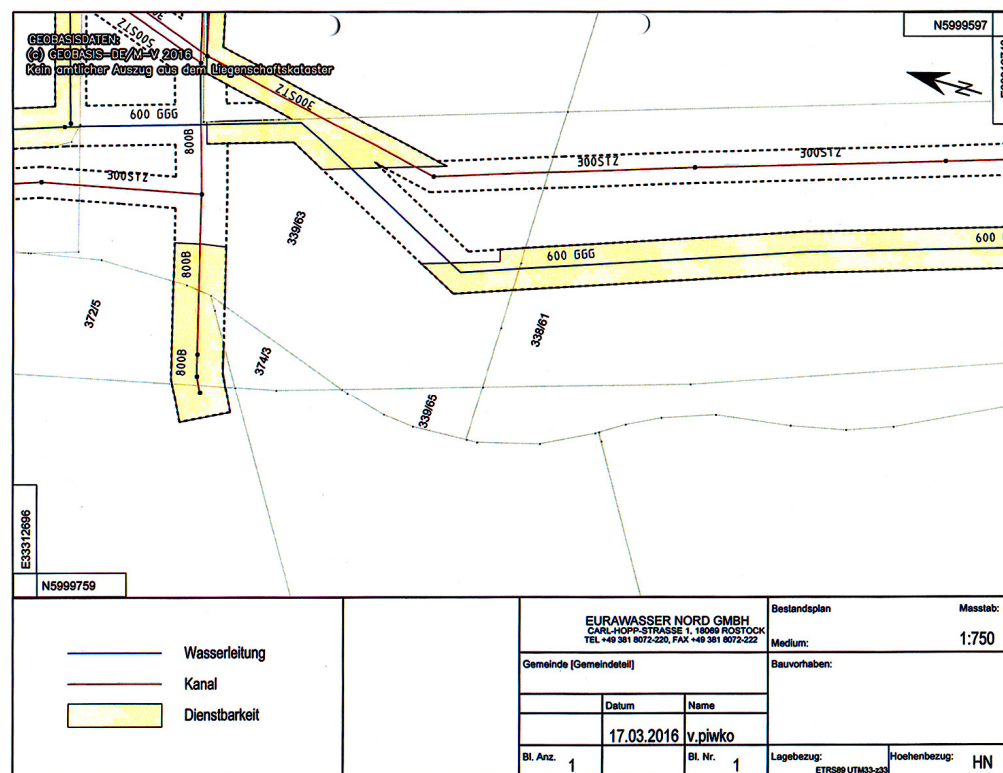 N5999597
GEOBASISDATEN:
(c) GEOBASIS-DE/M-V 2016
Kein amtlicher Auszug aus dem Liegenschaftskataster
500STZ
300STZ
600 GGG
800B
300STZ
300STZ
300STZ
339/63
800B
600 GGG
600
372/5
338/61
374/3
800B
339/65
E33312696
N5999759
Wasserleitung
Kanal
Dienstbarkeit
EURAWASSER NORD GMBH
CARL-HOPP-STRASSE 1, 18069 ROSTOCK
TEL +49 381 8072-220, FAX +49 381 8072-222
Bestandsplan
Masstab:
Medium:
1:750
Gemeinde [Gemeindeteil]
Bauvorhaben:
Datum
Name
17.03.2016
v.piwko
Bl. Anz.
1
Bl. Nr.
1
Lagebezug:
ETRS89 UTM33-z33
Hoehenbezug:
HN